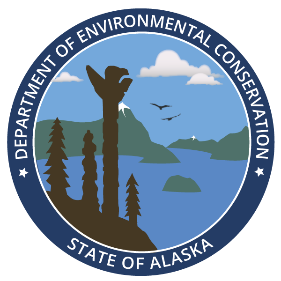 DEPARTMENT OF ENVIRONMENTAL CONSERVATION
STATE OF ALASKA